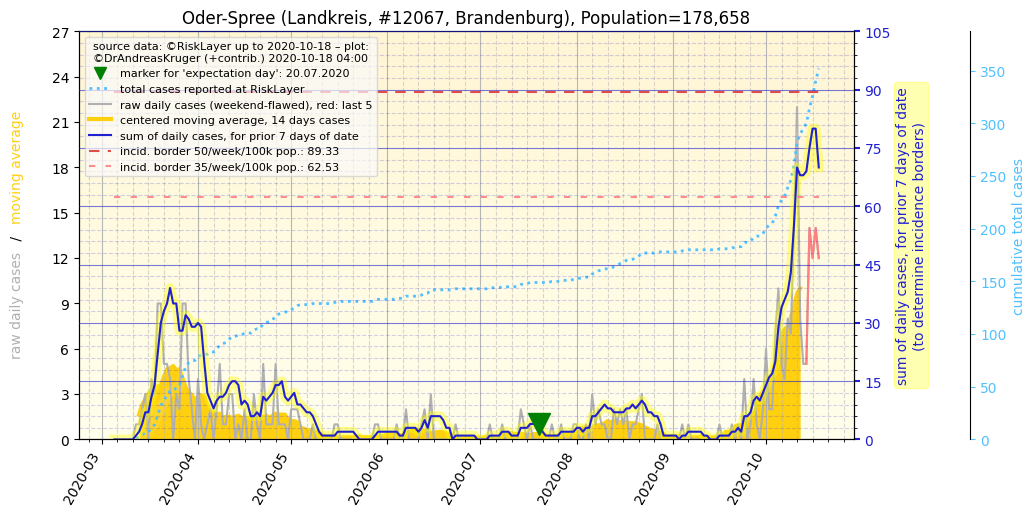 Oder-Spree (Landkreis, #12067, Brandenburg), Population=178,658
source data: ©RiskLayer up to 2020-10-18 – plot:
©DrAndreasKruger (+contrib.) 2020-10-18 04:00
marker for 'expectation day': 20.07.2020
total cases reported at RiskLayer
raw daily cases (weekend-flawed), red: last 5
centered moving average, 14 days cases
sum of daily cases, for prior 7 days of date
incid. border 50/week/100k pop.: 89.33
incid. border 35/week/100k pop.: 62.53
raw daily cases / moving average
27
24
21
18
15
12
9
6
3
0
2020-03
2020-04
2020-05
2020-06
2020-07
2020-08
2020-09
2020-10
105
90
75
60
45
30
15
0
sum of daily cases, for prior 7 days of date
(to determine incidence borders)
350
300
250
200
150
100
50
0
cumulative total cases